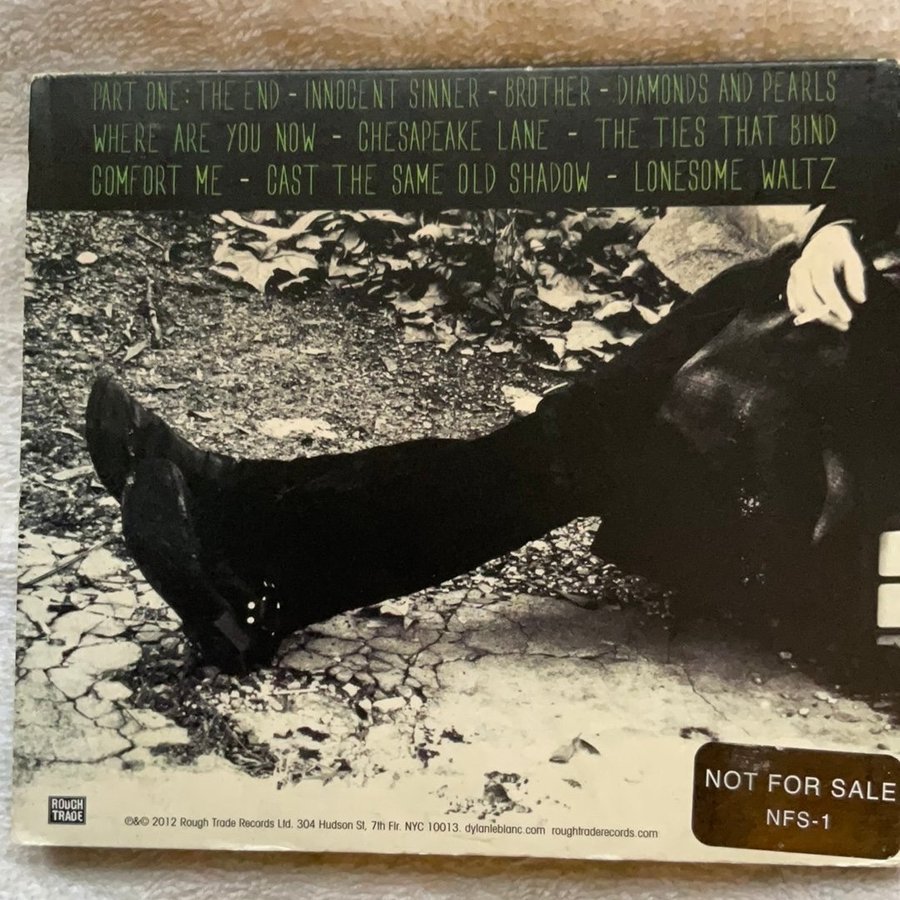 PART ONE: THE END - INNOCENT SINNER - BROTHER - DIAMONDS AND PEARLS
WHERE ARE YOU NOW - CHESAPEAKE LANE - THE TIES THAT BIND
COMFORT ME - CAST THE SAME OLD SHADOW - LONESOME WALTZ
NOT FOR SALE
NFS-1
ROUGH
TRADE
℗&© 2012 Rough Trade Records Ltd. 304 Hudson St, 7th Flr. NYC 10013. dylanleblanc.com roughtraderecords.com